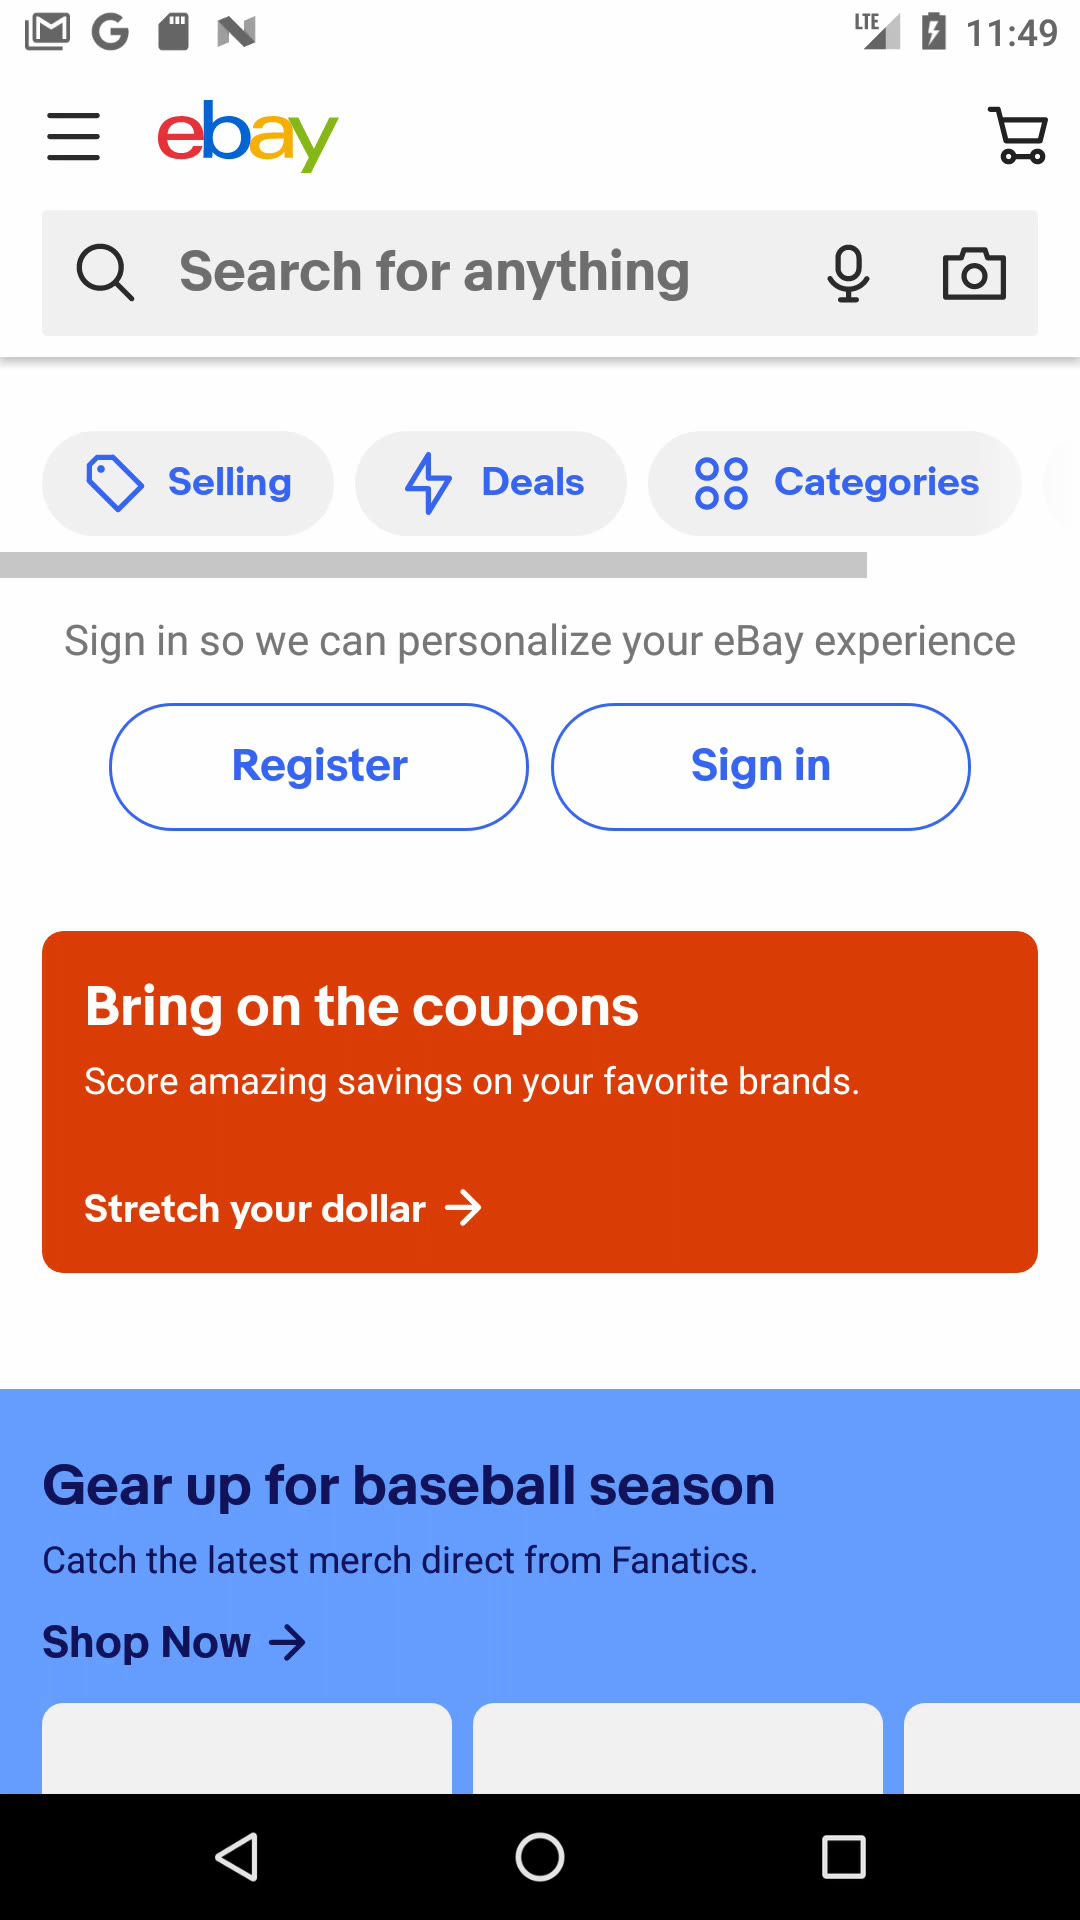 LTE 11:49
ebay
Search for anything
Selling Deals Categories
Sign in so we can personalize your eBay experience
Register Sign in
Bring on the coupons
Score amazing savings on your favorite brands.
Stretch your dollar
Gear up for baseball season
Catch the latest merch direct from Fanatics.
Shop Now